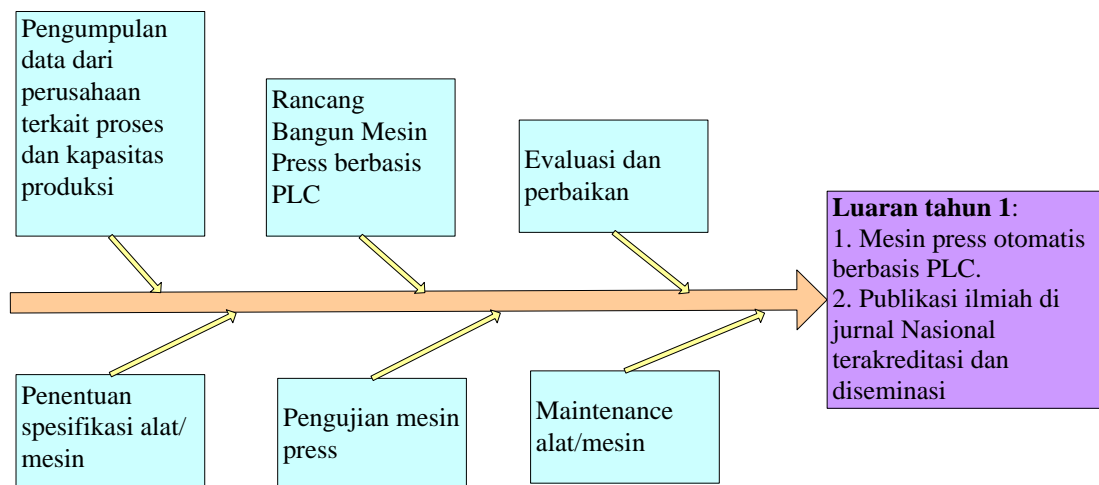 Pengumpulan
data dari
perusahaan
terkait proses
dan kapasitas
produksi
Rancang
Bangun Mesin
Press berbasis
PLC
Evaluasi dan
perbaikan
Luaran tahun 1:
1. Mesin press otomatis
berbasis PLC.
2. Publikasi ilmiah di
jurnal Nasional
terakreditasi dan
diseminasi
Penentuan
spesifikasi alat/
mesin
Pengujian mesin
press
Maintenance
alat/mesin